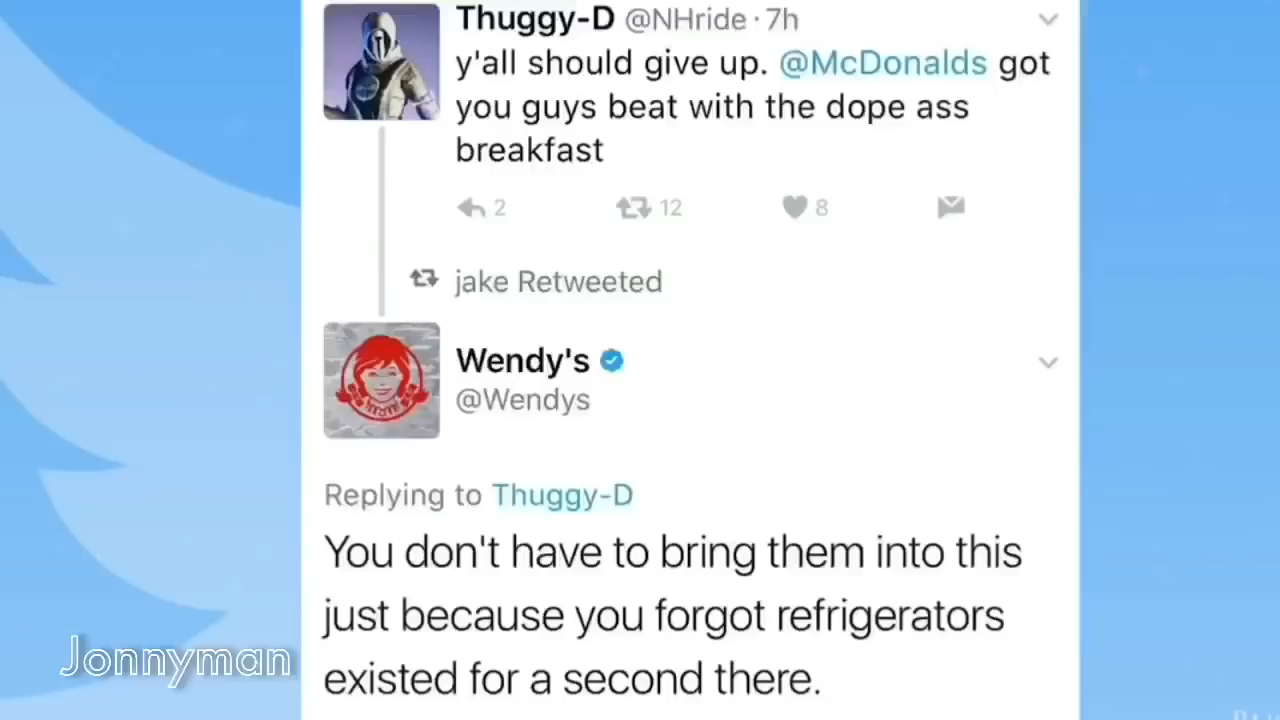 Thuggy-D @NHride · 7h
y'all should give up. @McDonalds got
you guys beat with the dope ass
breakfast
2 12 8
jake Retweeted
Wendy's
@Wendys
Replying to Thuggy-D
You don't have to bring them into this
just because you forgot refrigerators
existed for a second there.
Jonnyman